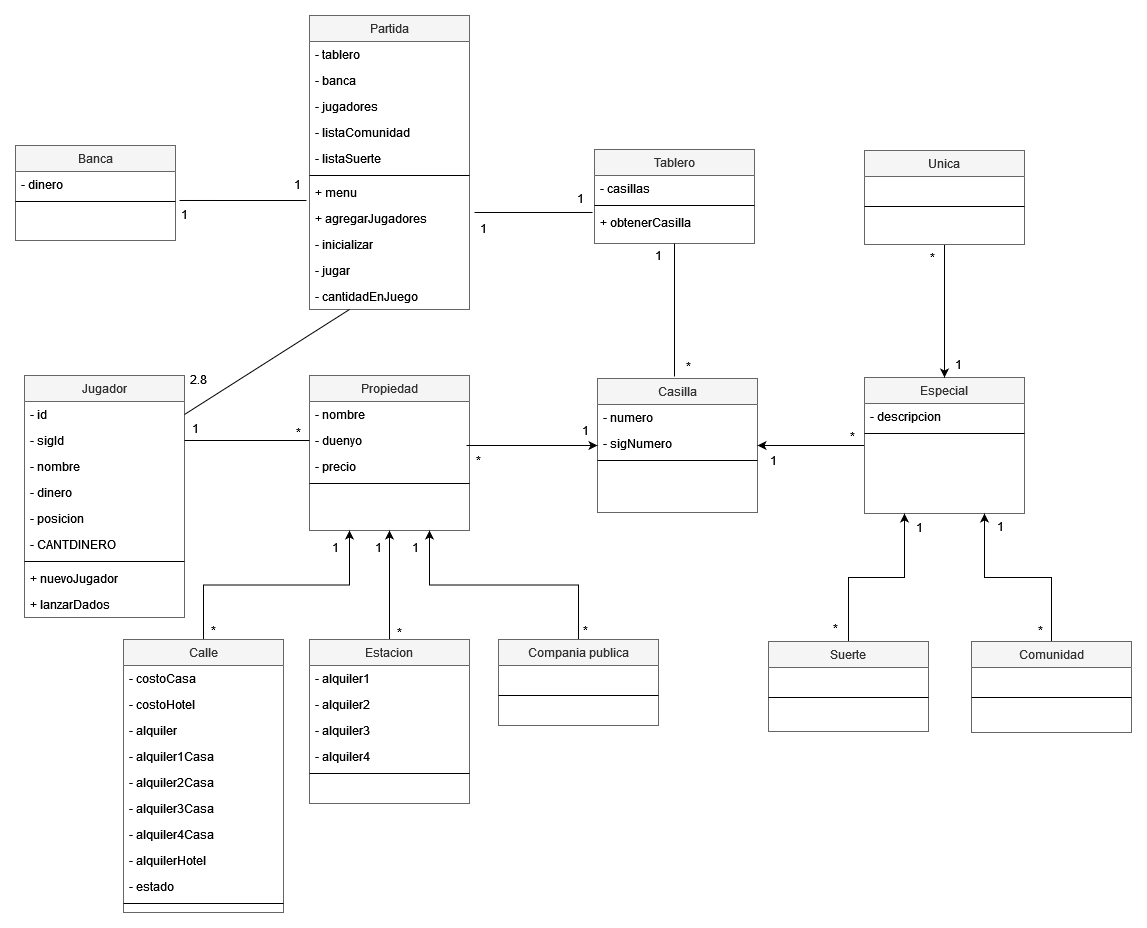 Partida
- tablero
- banca
- jugadores
- listaComunidad
- listaSuerte
+ menu
+ agregarJugadores
- inicializar
- jugar
- cantidadEnJuego
Banca
- dinero
1
1
1
1
Tablero
- casillas
+ obtenerCasilla
1
*
Unica
*
1
2.8
Jugador
- id
- sigId
- nombre
- dinero
- posicion
- CANTDINERO
+ nuevoJugador
+ lanzarDados
1
*
Propiedad
- nombre
- duenyo
- precio
1
*
Casilla
- numero
- sigNumero
*
1
Especial
- descripcion
1
1
1
1
1
*
*
*
*
*
Calle
- costoCasa
- costoHotel
- alquiler
- alquiler1Casa
- alquiler2Casa
- alquiler3Casa
- alquiler4Casa
- alquilerHotel
- estado
Estacion
- alquiler1
- alquiler2
- alquiler3
- alquiler4
Compania publica
Suerte
Comunidad